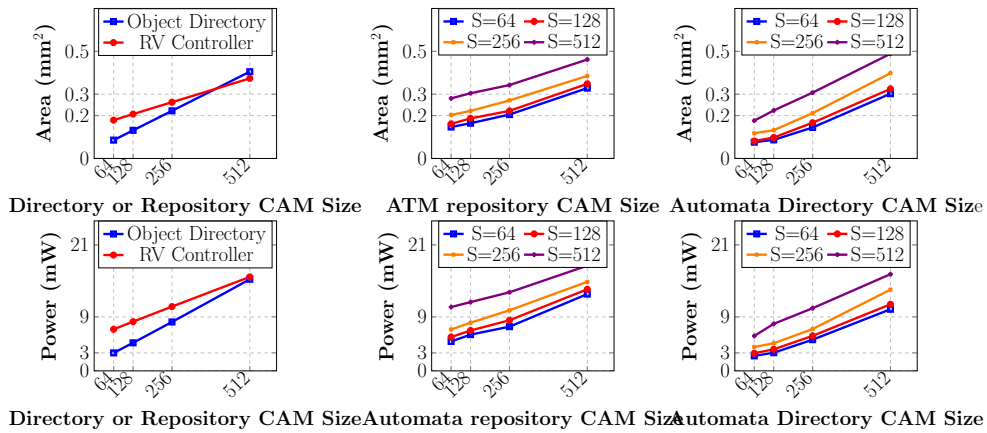 Object Directory
RV Controller
Area (mm²)
0.5
0.3
0.2
0
64
128
256
512
Directory or Repository CAM Size
S=64 S=128
S=256 S=512
Area (mm²)
0.5
0.3
0.2
0
64
128
256
512
ATM repository CAM Size
S=64 S=128
S=256 S=512
Area (mm²)
0.5
0.3
0.2
0
64
128
256
512
Automata Directory CAM Size
Object Directory
RV Controller
Power (mW)
21
9
3
0
64
128
256
512
Directory or Repository CAM Size
S=64 S=128
S=256 S=512
Power (mW)
21
9
3
0
64
128
256
512
Automata repository CAM Size
S=64 S=128
S=256 S=512
Power (mW)
21
9
3
0
64
128
256
512
Automata Directory CAM Size